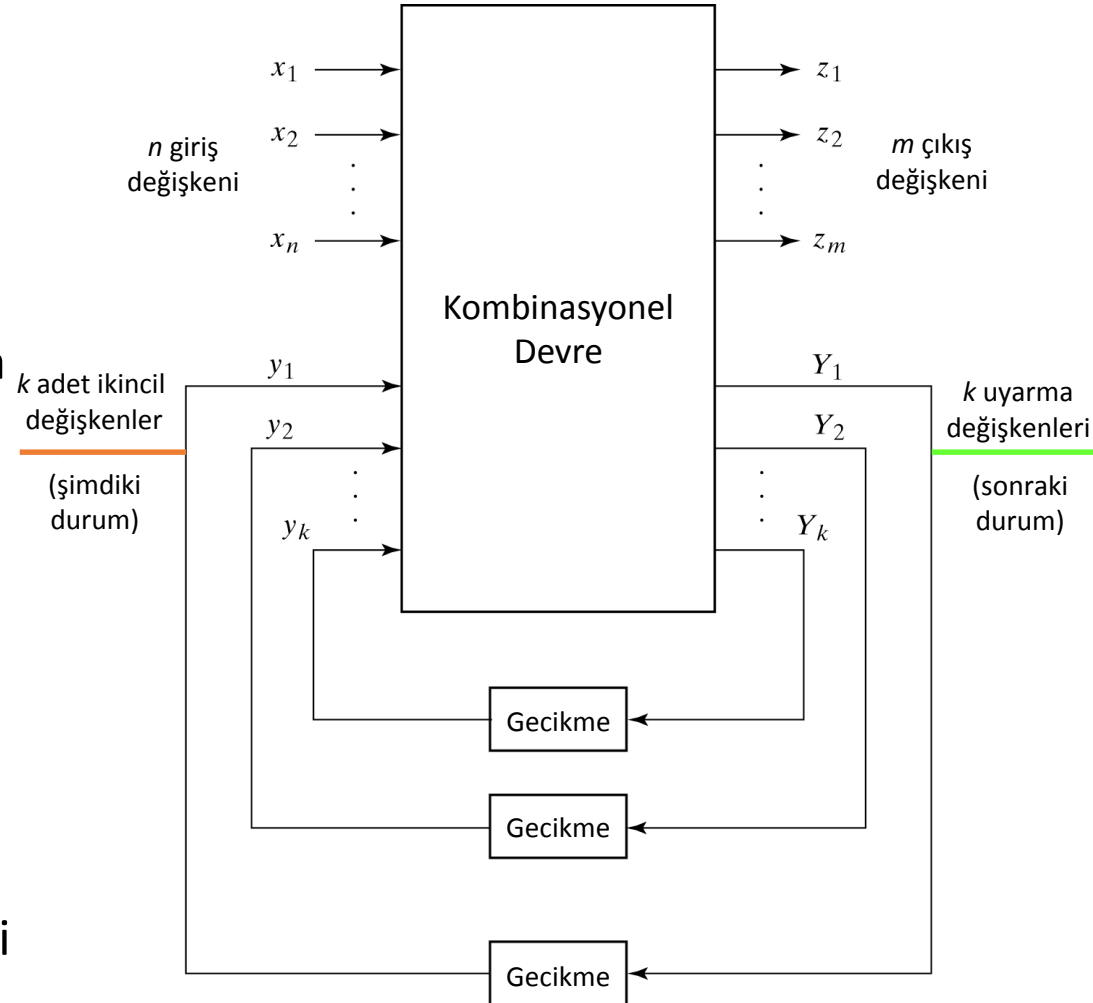 x₁
z₁
x₂
z₂
n giriş
değişkeni
m çıkış
değişkeni
xₙ
zₘ
Kombinasyonel
Devre
k adet ikincil
değişkenler
(şimdiki
durum)
y₁
Y₁
k uyarma
değişkenleri
(sonraki
durum)
y₂
Y₂
yₖ
Yₖ
Gecikme
Gecikme
i
Gecikme